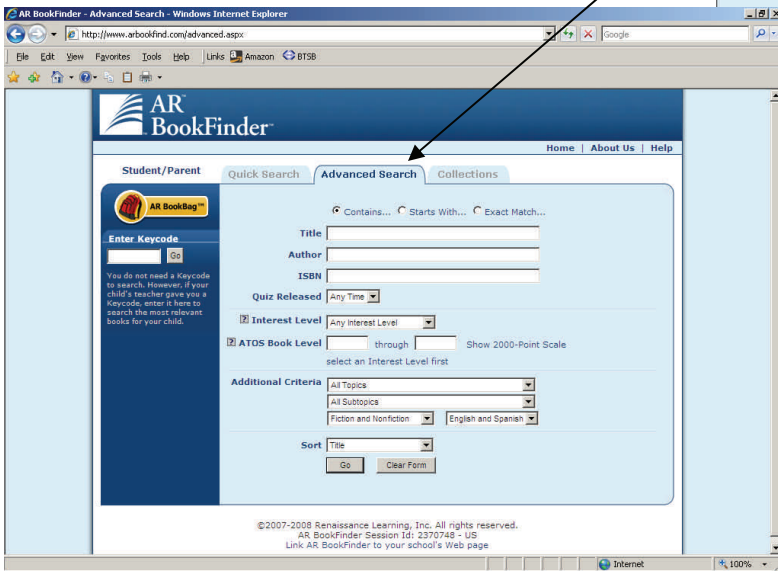 AR BookFinder - Advanced Search - Windows Internet Explorer
http://www.arbookfind.com/advanced.aspx
Google
File Edit View Favorites Tools Help Links Amazon BTSB
AR™
BookFinder™
Home | About Us | Help
Student/Parent
Quick Search Advanced Search Collections
AR BookBag™
Enter Keycode
Go
You do not need a Keycode
to search. However, if your
child's teacher gave you a
Keycode, enter it here to
search the most relevant
books for your child.
Contains... Starts With... Exact Match...
Title
Author
ISBN
Quiz Released Any Time
? Interest Level Any Interest Level
? ATOS Book Level through Show 2000-Point Scale
select an Interest Level first
Additional Criteria All Topics
All Subtopics
Fiction and Nonfiction English and Spanish
Sort Title
Go Clear Form
©2007-2008 Renaissance Learning, Inc. All rights reserved.
AR BookFinder Session Id: 2370748 - US
Link AR BookFinder to your school's Web page
Internet 100%